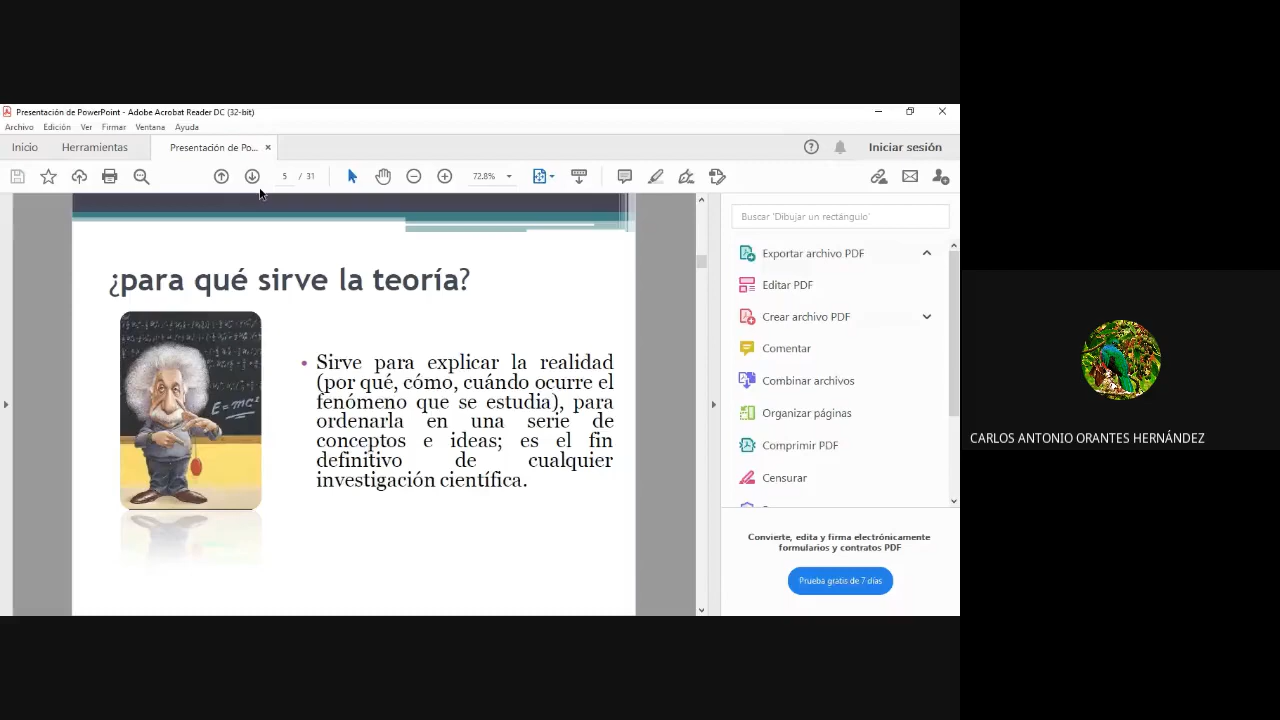 Presentación de PowerPoint - Adobe Acrobat Reader DC (32-bit)
Archivo Edición Ver Firmar Ventana Ayuda
Inicio Herramientas Presentación de Po... × Iniciar sesión
5 / 31 72.8%
¿para qué sirve la teoría?
E=mc²
• Sirve para explicar la realidad
(por qué, cómo, cuándo ocurre el
fenómeno que se estudia), para
ordenarla en una serie de
conceptos e ideas; es el fin
definitivo de cualquier
investigación científica.
Buscar 'Dibujar un rectángulo'
Exportar archivo PDF
Editar PDF
Crear archivo PDF
Comentar
Combinar archivos
Organizar páginas
Comprimir PDF
Censurar
Convierte, edita y firma electrónicamente
formularios y contratos PDF
Prueba gratis de 7 días
CARLOS ANTONIO ORANTES HERNÁNDEZ